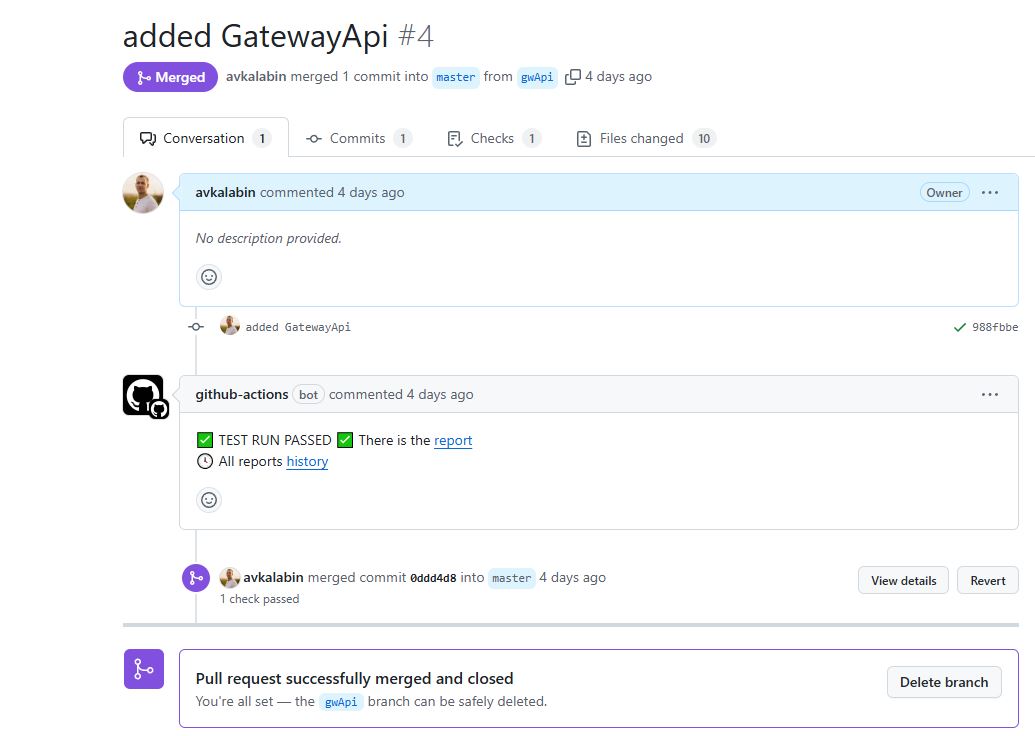 added GatewayApi #4
Merged avkalabin merged 1 commit into master from gwApi 4 days ago
Conversation 1 Commits 1 Checks 1 Files changed 10
avkalabin commented 4 days ago Owner ...
No description provided.
added GatewayApi 988fbbe
github-actions bot commented 4 days ago ...
✅ TEST RUN PASSED ✅ There is the report
All reports history
avkalabin merged commit 0ddd4d8 into master 4 days ago View details Revert
1 check passed
Pull request successfully merged and closed
You're all set — the gwApi branch can be safely deleted. Delete branch